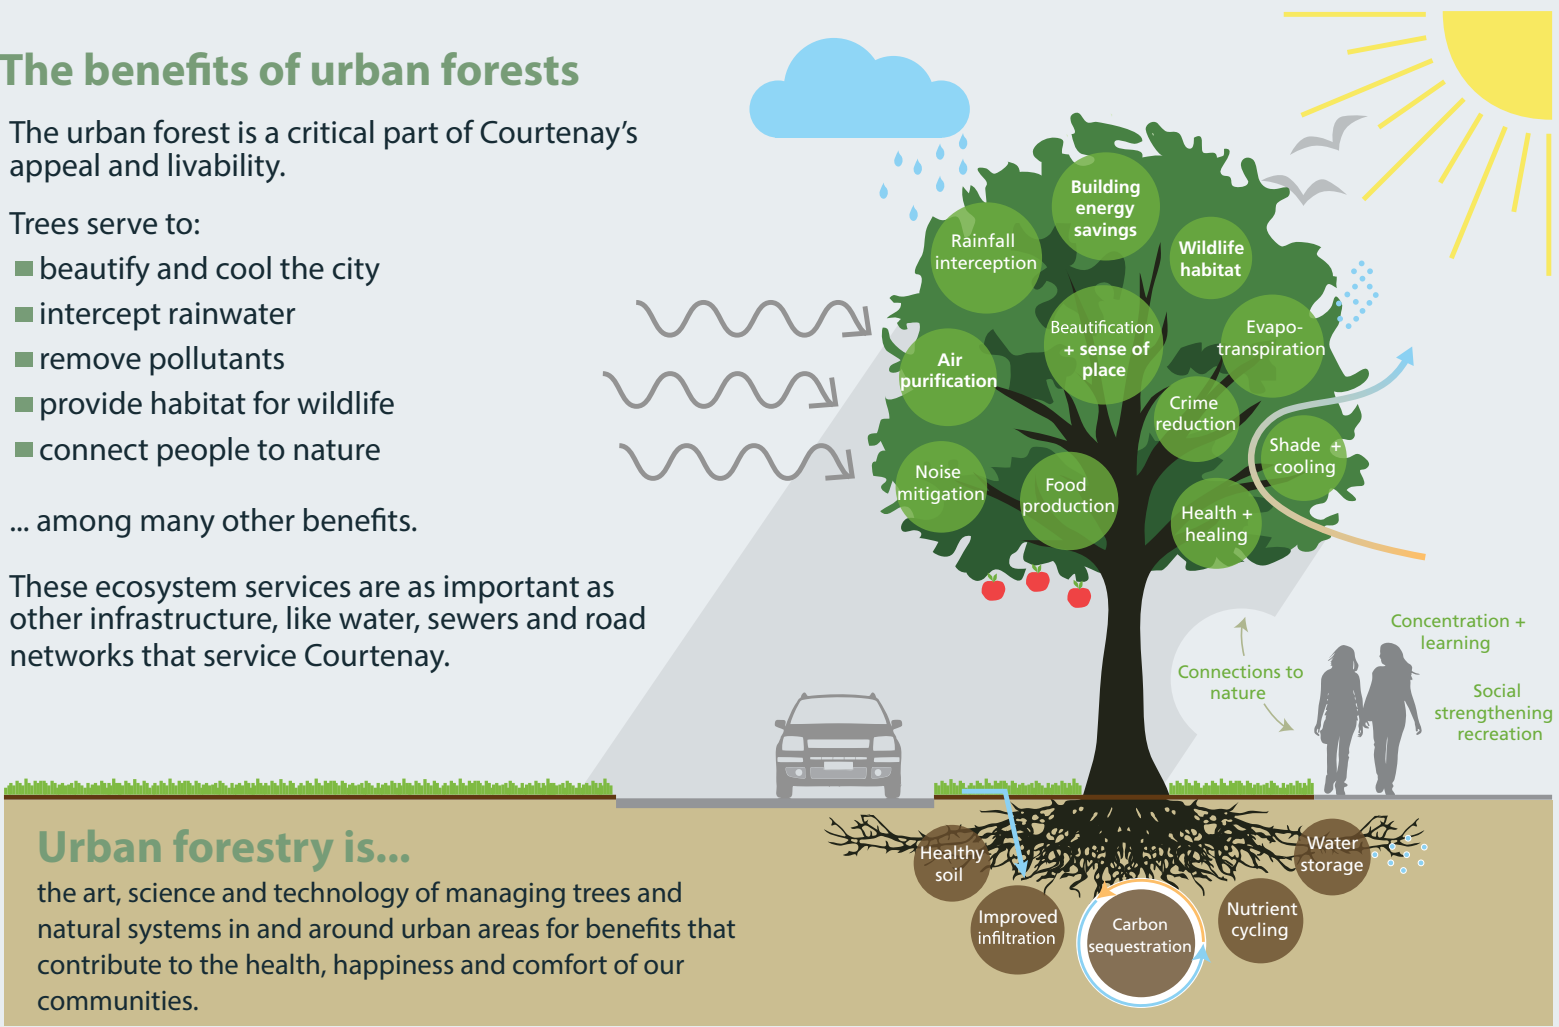 The benefits of urban forests
The urban forest is a critical part of Courtenay’s
appeal and livability.
Trees serve to:
beautify and cool the city
intercept rainwater
remove pollutants
provide habitat for wildlife
connect people to nature
... among many other benefits.
These ecosystem services are as important as
other infrastructure, like water, sewers and road
networks that service Courtenay.
Building
energy
savings
Rainfall
interception
Wildlife
habitat
Beautification
+ sense of
place
Evapo-
transpiration
Air
purification
Crime
reduction
Shade +
cooling
Noise
mitigation
Food
production
Health +
healing
Concentration +
learning
Connections to
nature
Social
strengthening
recreation
Urban forestry is...
the art, science and technology of managing trees and
natural systems in and around urban areas for benefits that
contribute to the health, happiness and comfort of our
communities.
Healthy
soil
Improved
infiltration
Carbon
sequestration
Nutrient
cycling
Water
storage